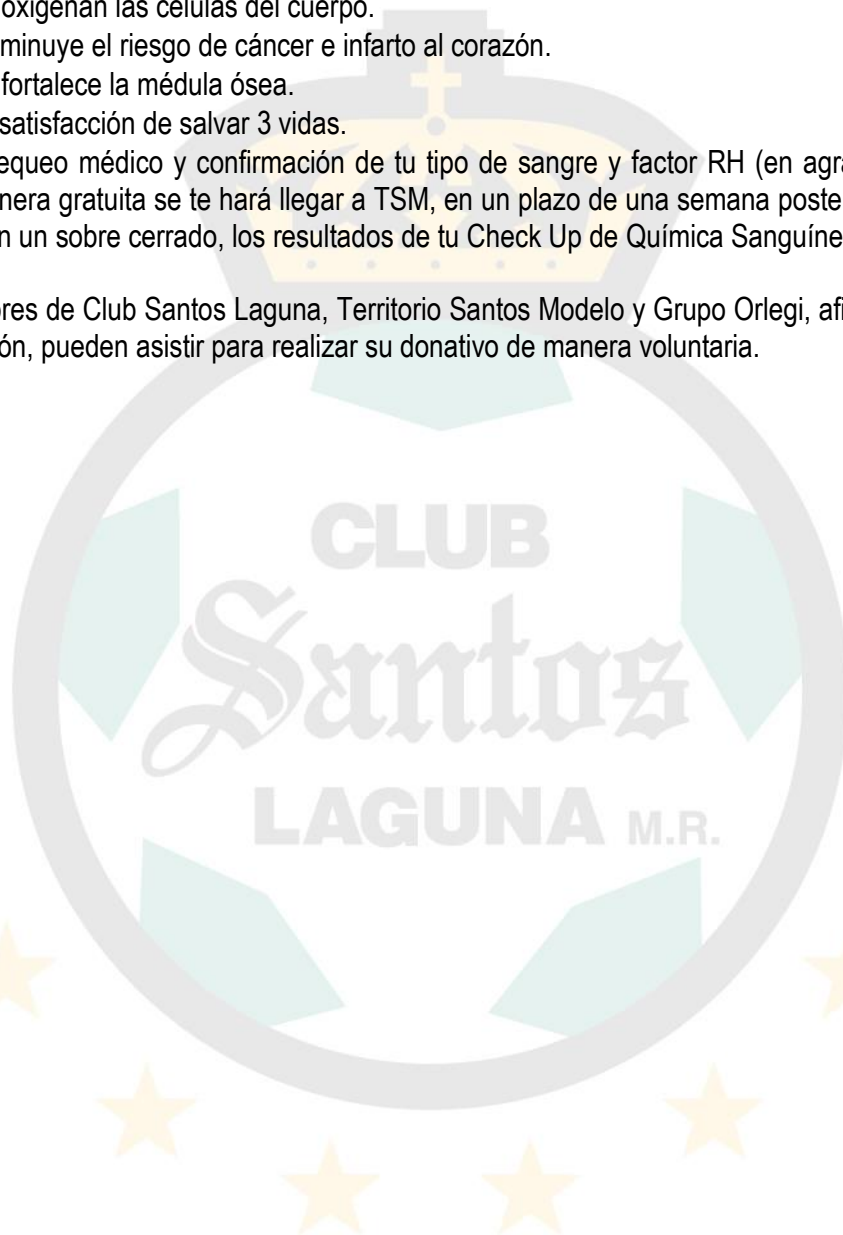 oxigenan las células del cuerpo.
minuye el riesgo de cáncer e infarto al corazón.
fortalece la médula ósea.
satisfacción de salvar 3 vidas.
equeo médico y confirmación de tu tipo de sangre y factor RH (en agra
nera gratuita se te hará llegar a TSM, en un plazo de una semana poste
n un sobre cerrado, los resultados de tu Check Up de Química Sanguíne
ores de Club Santos Laguna, Territorio Santos Modelo y Grupo Orlegi, afi
ón, pueden asistir para realizar su donativo de manera voluntaria.
CLUB
Santos
LAGUNA M.R.